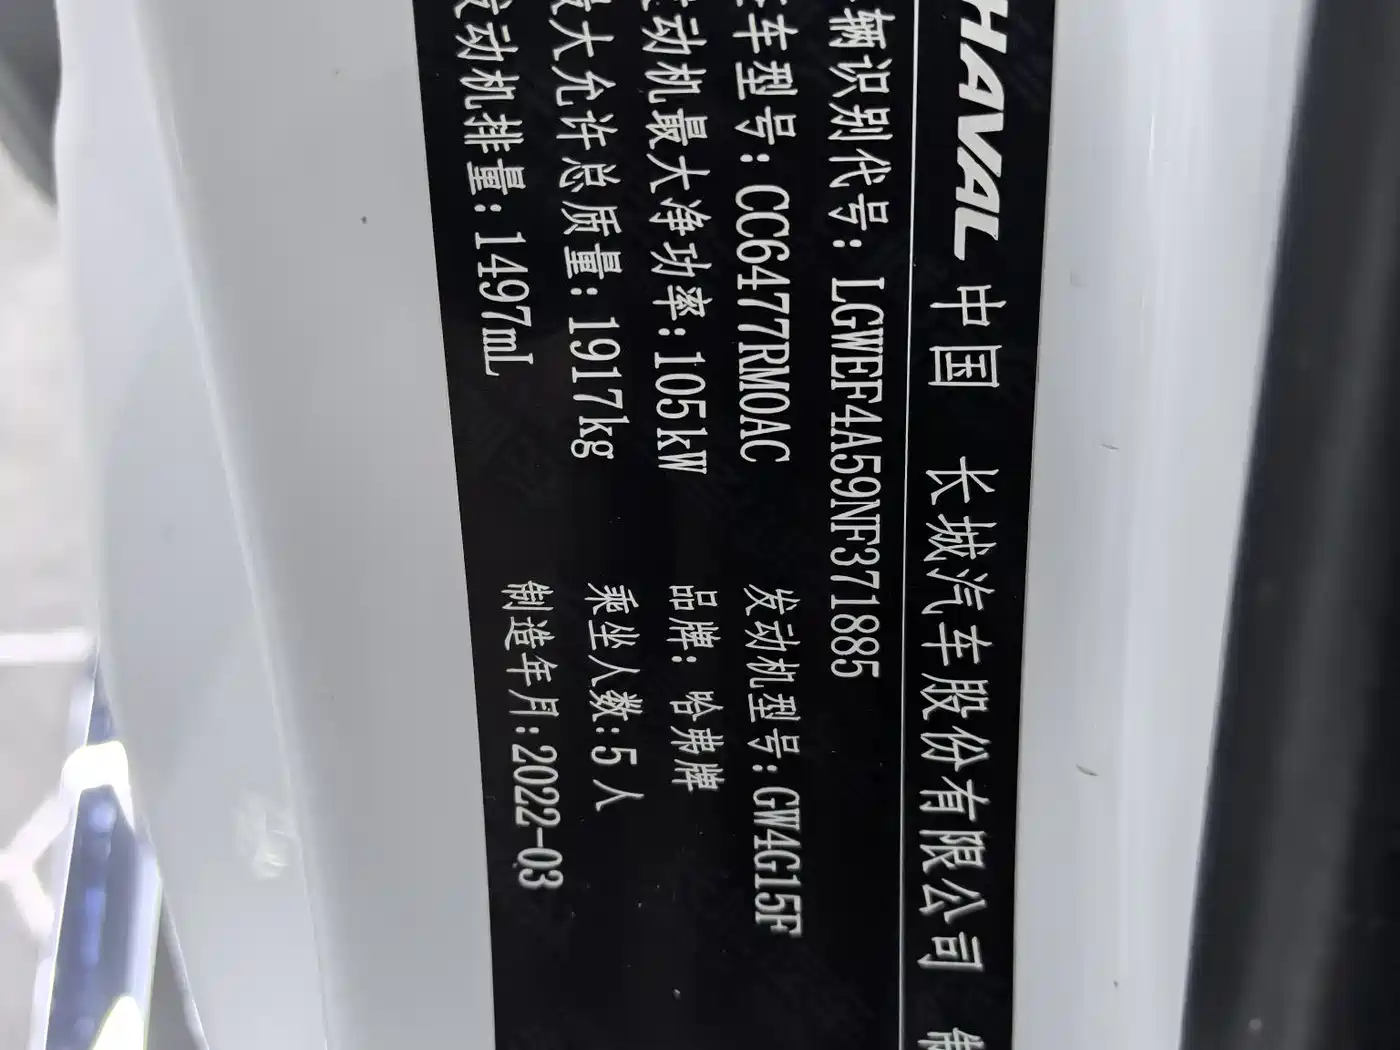 HAVAL 中国 长城汽车股份有限公司
辆识别代号：LGWEF4A59NF371885
车型号：CC6477RM0AC 发动机型号：GW4G15F
动机最大净功率：105kW 品牌：哈弗牌
大允许总质量：1917kg 乘坐人数：5人
发动机排量：1497mL 制造年月：2022-03